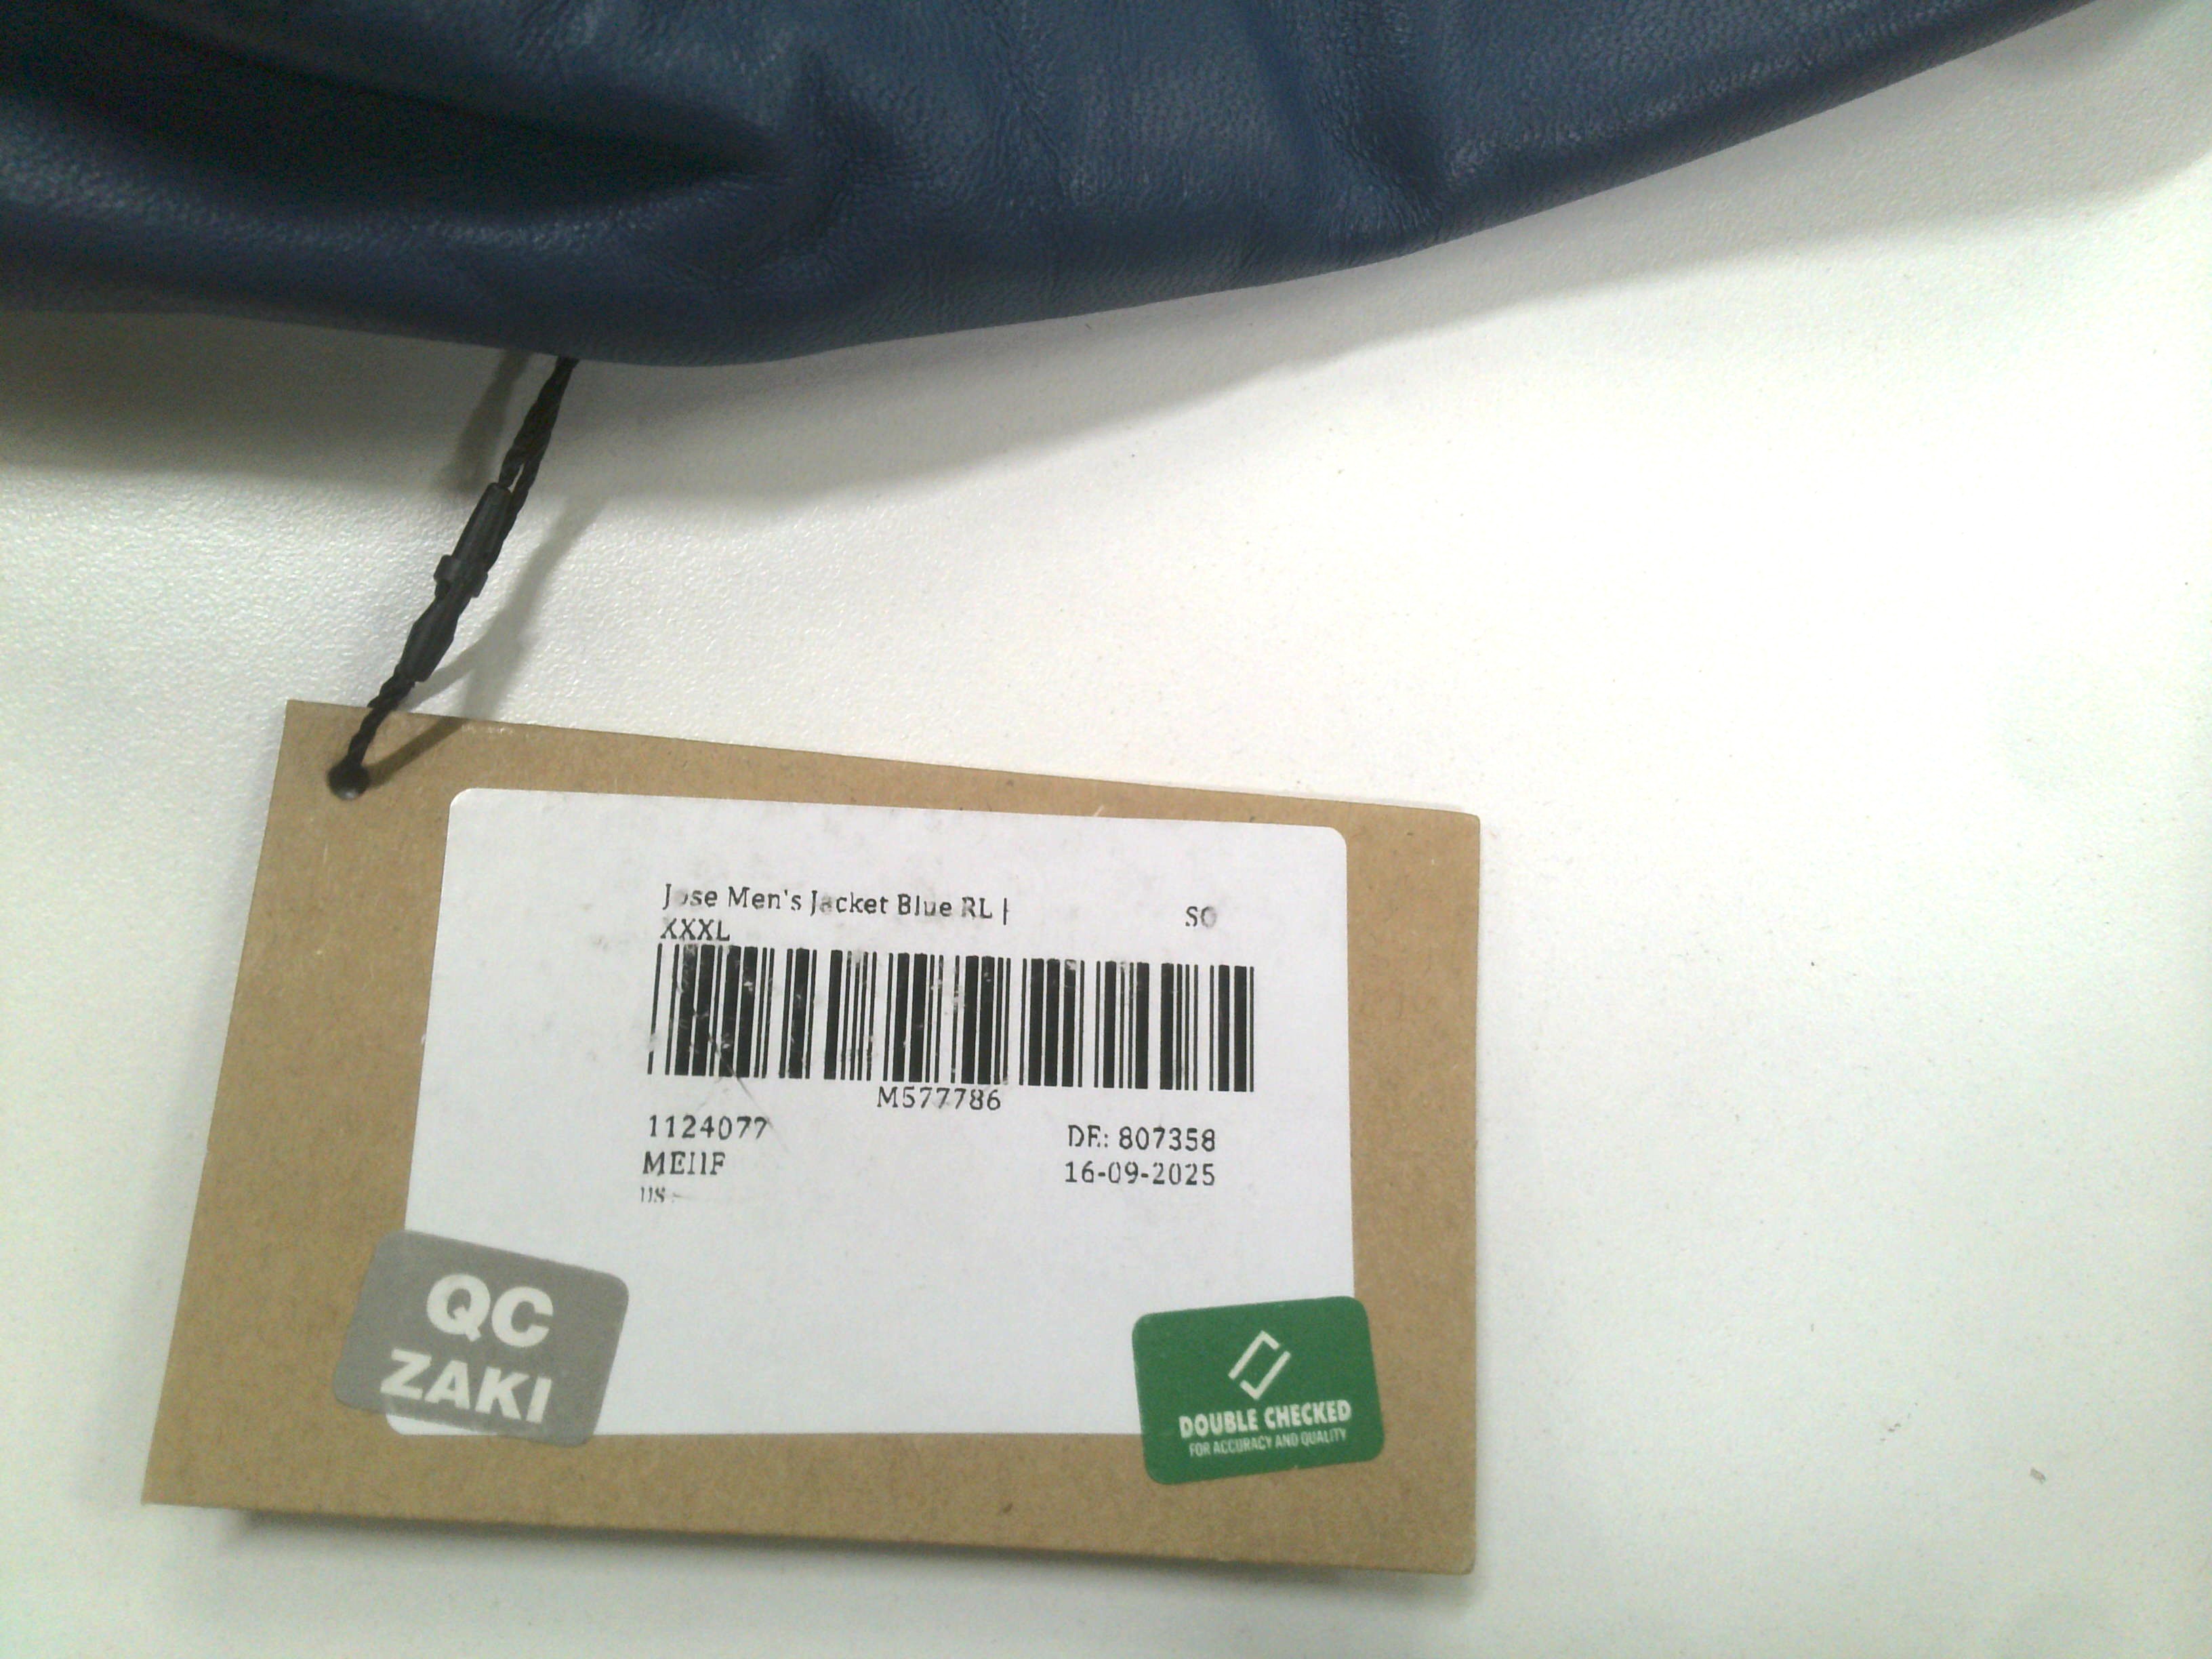 Jose Men's Jacket Blue RL |
XXXL
SO
M577786
1124077
DE: 807358
16-09-2025
US
QC
ZAKI
DOUBLE CHECKED
FOR ACCURACY AND QUALITY